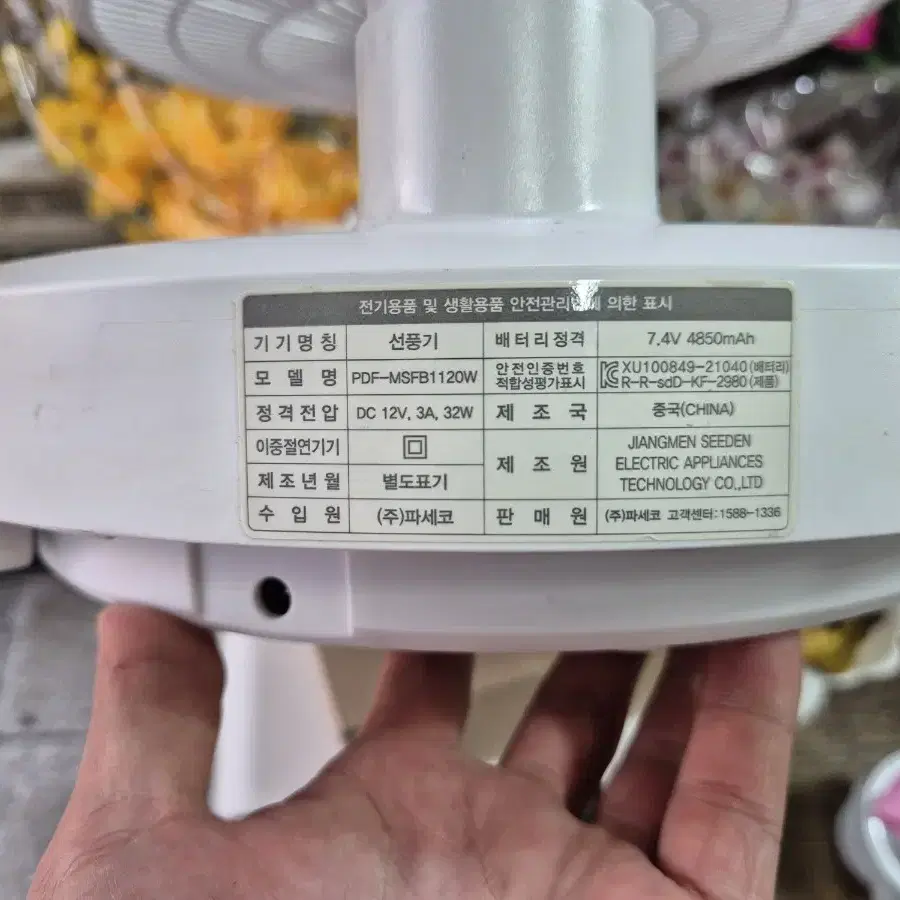 전기용품 및 생활용품 안전관리법에 의한 표시
기기명칭 선풍기 배터리정격 7.4V 4850mAh
모델명 PDF-MSFB1120W 안전인증번호 XU100849-21040(배터리)
적합성평가표시 R-R-sdD-KF-2980(제품)
정격전압 DC 12V, 3A, 32W 제조국 중국(CHINA)
이중절연기기 제조원 JIANGMEN SEEDEN
ELECTRIC APPLIANCES
TECHNOLOGY CO.,LTD
제조년월 별도표기
수입원 (주)파세코 판매원 (주)파세코 고객센터:1588-1336